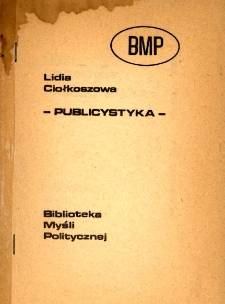 BMP
Lidia
Ciołkoszowa
- PUBLICYSTYKA -
Biblioteka
Myśli
Politycznej